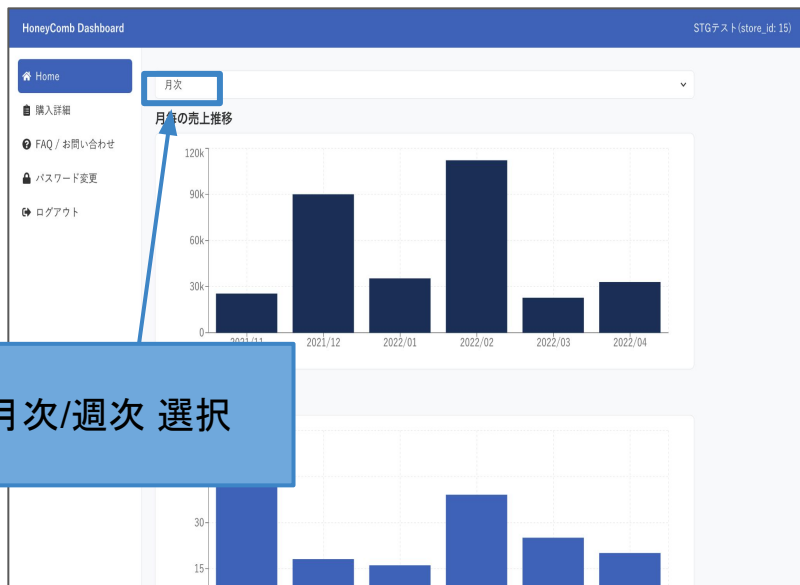 HoneyComb Dashboard
STGテスト(store_id: 15)
Home
購入詳細
FAQ / お問い合わせ
パスワード変更
ログアウト
月次
の売上推移
120k
90k
60k
30k
0
2021/11
2021/12
2022/01
2022/02
2022/03
2022/04
月次/週次 選択
30
15